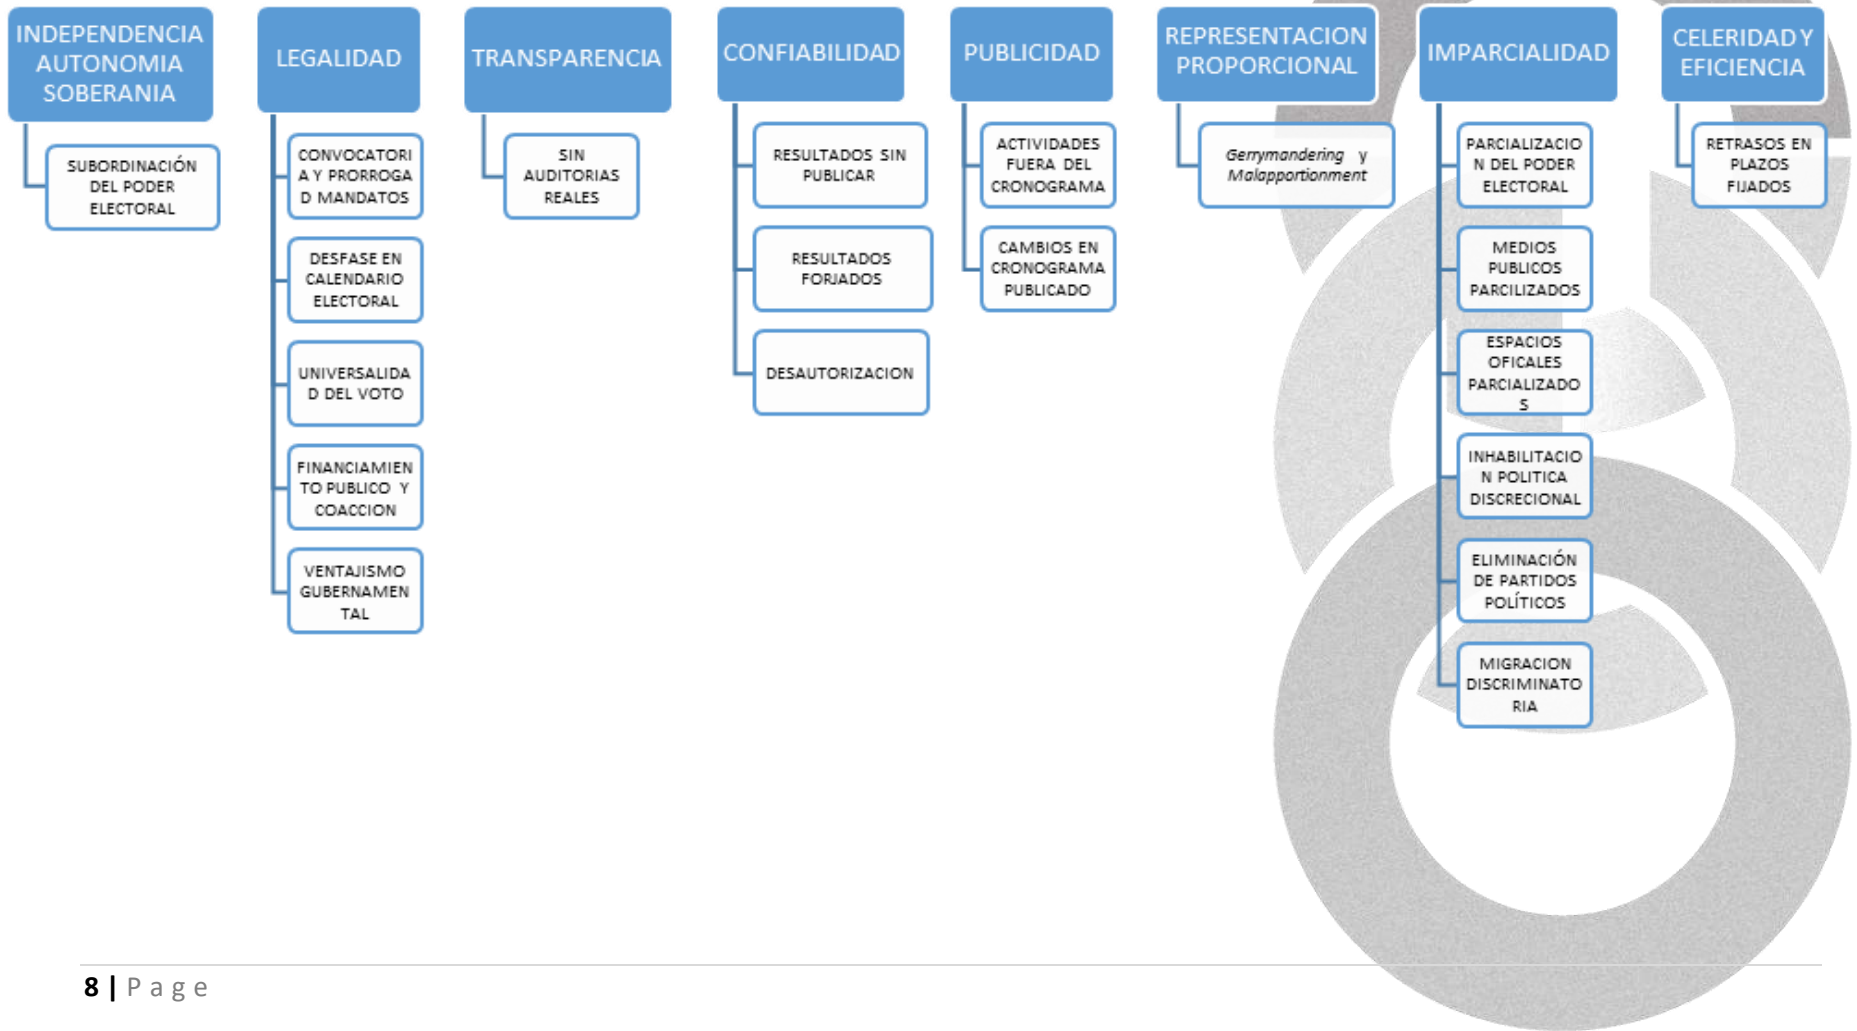 INDEPENDENCIA
AUTONOMIA
SOBERANIA
SUBORDINACIÓN
DEL PODER
ELECTORAL
LEGALIDAD
CONVOCATORI
A Y PRORROGA
D MANDATOS
DESFASE EN
CALENDARIO
ELECTORAL
UNIVERSALIDA
D DEL VOTO
FINANCIAMIEN
TO PUBLICO Y
COACCION
VENTAJISMO
GUBERNAMEN
TAL
TRANSPARENCIA
SIN
AUDITORIAS
REALES
CONFIABILIDAD
RESULTADOS SIN
PUBLICAR
RESULTADOS
FORJADOS
DESAUTORIZACION
PUBLICIDAD
ACTIVIDADES
FUERA DEL
CRONOGRAMA
CAMBIOS EN
CRONOGRAMA
PUBLICADO
REPRESENTACION
PROPORCIONAL
Gerrymandering y
Malapportionment
IMPARCIALIDAD
PARCIALIZACIO
N DEL PODER
ELECTORAL
MEDIOS
PUBLICOS
PARCILIZADOS
ESPACIOS
OFICALES
PARCIALIZADO
S
INHABILITACIO
N POLITICA
DISCRECIONAL
ELIMINACIÓN
DE PARTIDOS
POLÍTICOS
MIGRACION
DISCRIMINATO
RIA
CELERIDAD Y
EFICIENCIA
RETRASOS EN
PLAZOS
FIJADOS
8 | Page